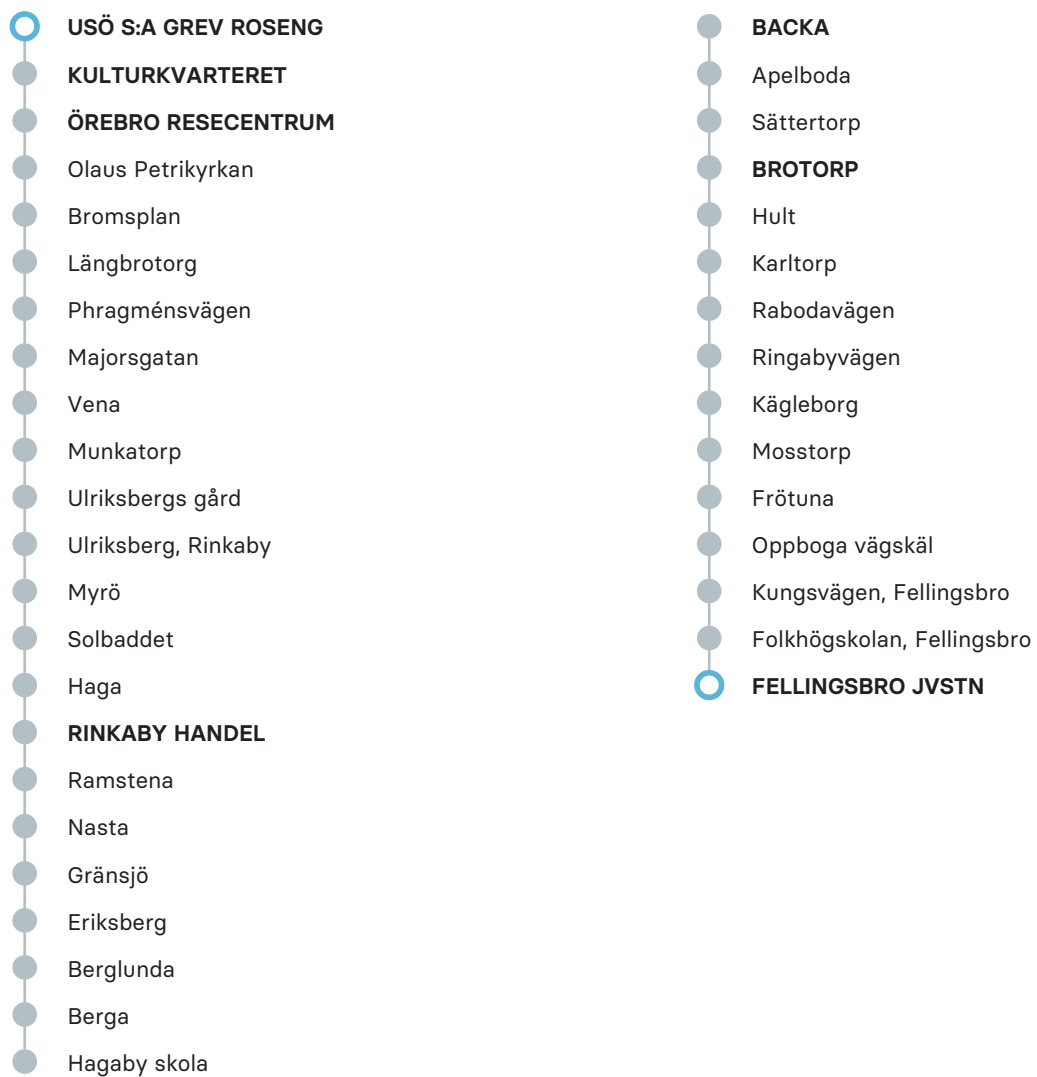 USÖ S:A GREV ROSENG
KULTURKVARTERET
ÖREBRO RESECENTRUM
Olaus Petrikyrkan
Bromsplan
Längbrotorg
Phragménsvägen
Majorsgatan
Vena
Munkatorp
Ulriksbergs gård
Ulriksberg, Rinkaby
Myrö
Solbaddet
Haga
RINKABY HANDEL
Ramstena
Nasta
Gränsjö
Eriksberg
Berglunda
Berga
Hagaby skola
BACKA
Apelboda
Sättertorp
BROTORP
Hult
Karltorp
Rabodavägen
Ringabyvägen
Kägleborg
Mosstorp
Frötuna
Oppboga vägskäl
Kungsvägen, Fellingsbro
Folkhögskolan, Fellingsbro
FELLINGSBRO JVSTN